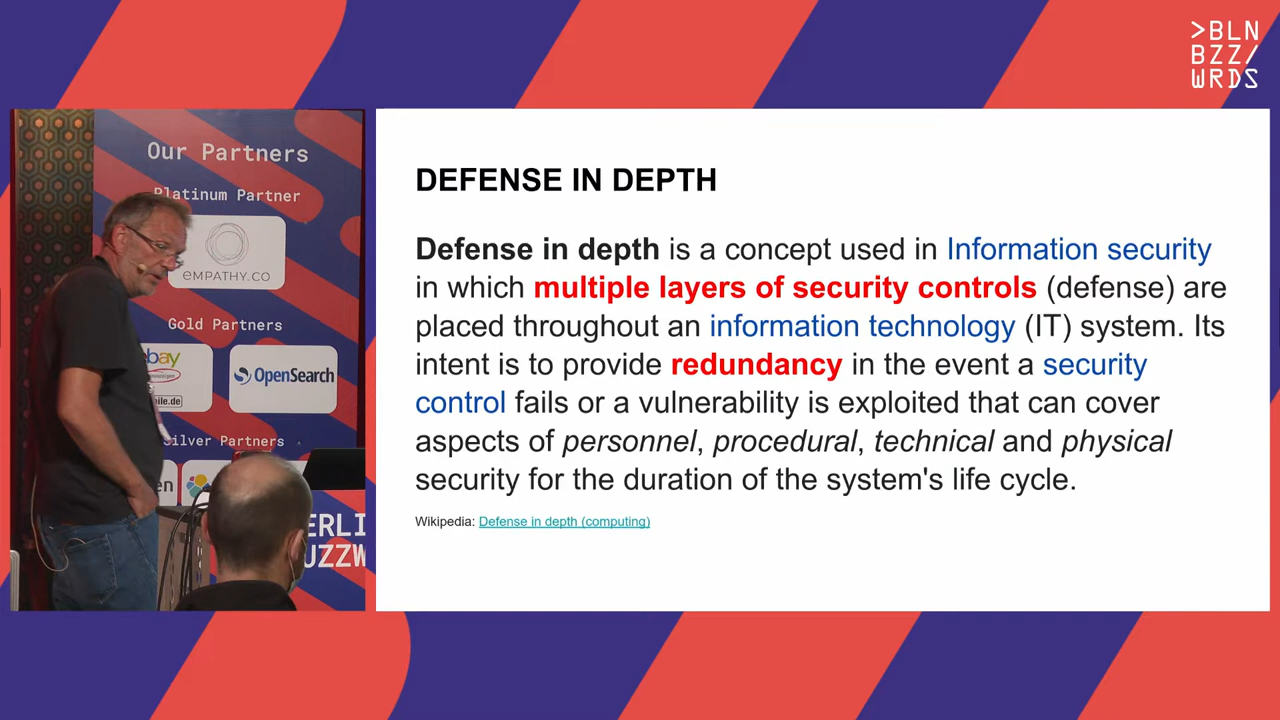 >BLN
BZZ/
WRDS
Our Partners
Platinum Partner
EMPATHY.CO
Gold Partners
ebay
mobile.de
OpenSearch
Silver Partners
BERLIN
BUZZW
DEFENSE IN DEPTH
Defense in depth is a concept used in Information security
in which multiple layers of security controls (defense) are
placed throughout an information technology (IT) system. Its
intent is to provide redundancy in the event a security
control fails or a vulnerability is exploited that can cover
aspects of personnel, procedural, technical and physical
security for the duration of the system's life cycle.
Wikipedia: Defense in depth (computing)